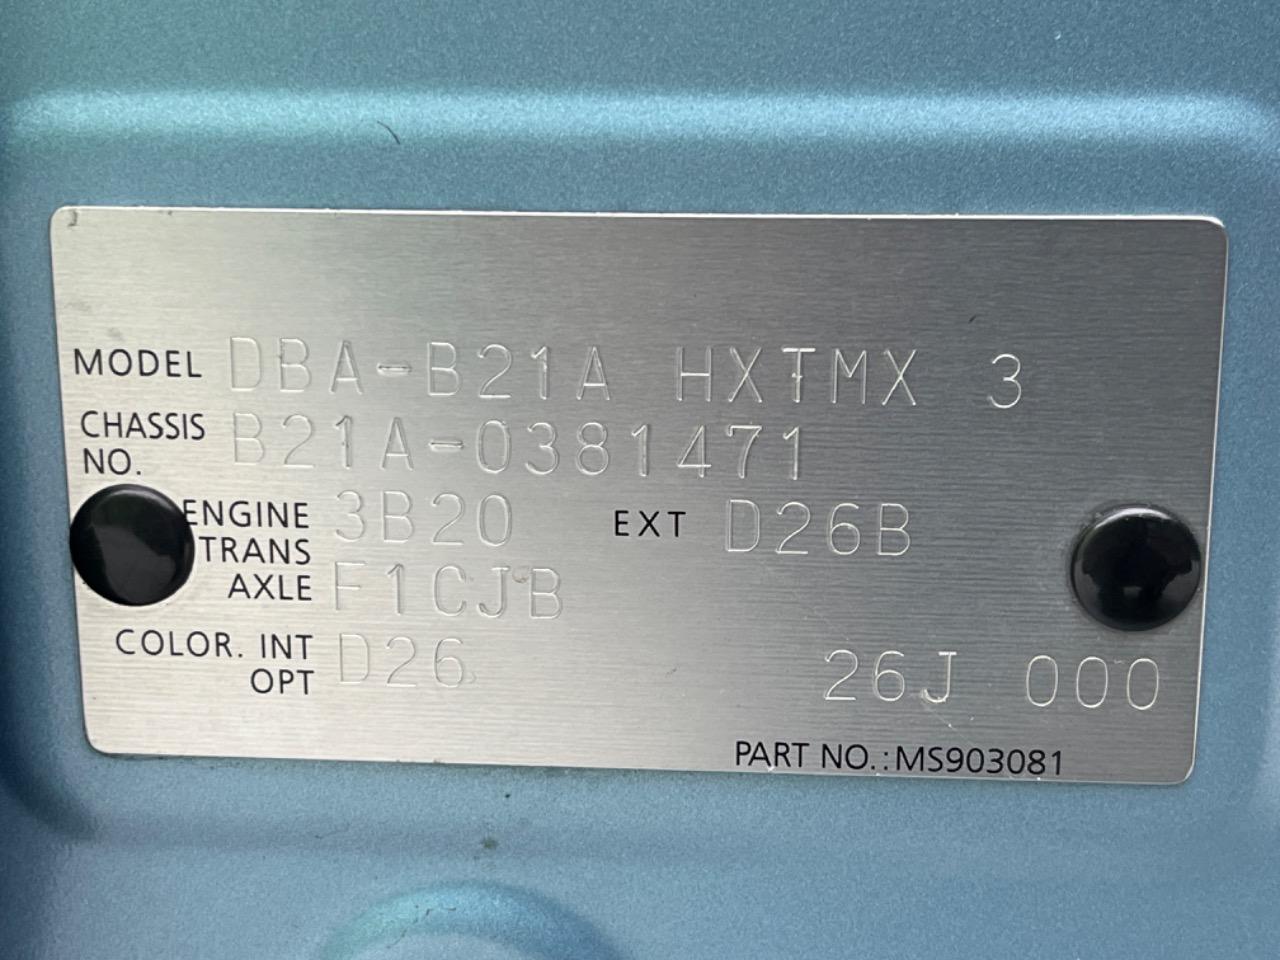 MODEL DBA-B21A HXTMX 3
CHASSIS NO. B21A-0381471
ENGINE 3B20 EXT D26B
TRANS AXLE F1CJB
COLOR. INT D26 26J 000
OPT
PART NO.:MS903081